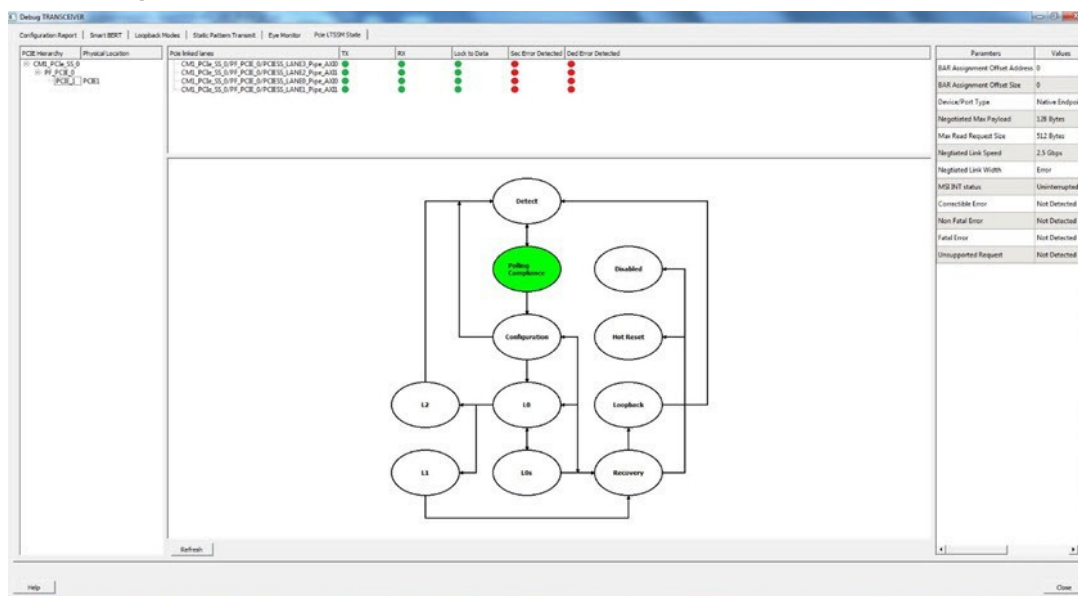 Debug TRANSCEIVER
Configuration Report | Smart BERT | Loopback Modes | Static Pattern Transmit | Eye Monitor | Pcie LTSSM State
PCIE Hierarchy Physical Location
CM1_PCIe_SS_0
PF_PCIE_0
PCIE_1 PCIE1
Pcie linked lanes TX RX Lock to Data Sec Error Detected Ded Error Detected
CM1_PCIe_SS_0/PF_PCIE_0/PCIESS_LANE3_Pipe_AXI0
CM1_PCIe_SS_0/PF_PCIE_0/PCIESS_LANE2_Pipe_AXI1
CM1_PCIe_SS_0/PF_PCIE_0/PCIESS_LANE0_Pipe_AXI0
CM1_PCIe_SS_0/PF_PCIE_0/PCIESS_LANE1_Pipe_AXI1
Parameters Values
BAR Assignment Offset Address 0
BAR Assignment Offset Size 0
Device/Port Type Native Endpoi
Negotiated Max Payload 128 Bytes
Max Read Request Size 512 Bytes
Negtiated Link Speed 2.5 Gbps
Negtiated Link Width Error
MSI INT status Uninterrupted
Correctible Error Not Detected
Non Fatal Error Not Detected
Fatal Error Not Detected
Unsupported Request Not Detected
Detect
Polling
Compliance
Disabled
Configuration
Hot Reset
L2
L0
Loopback
L1
L0s
Recovery
Refresh
Help
Close